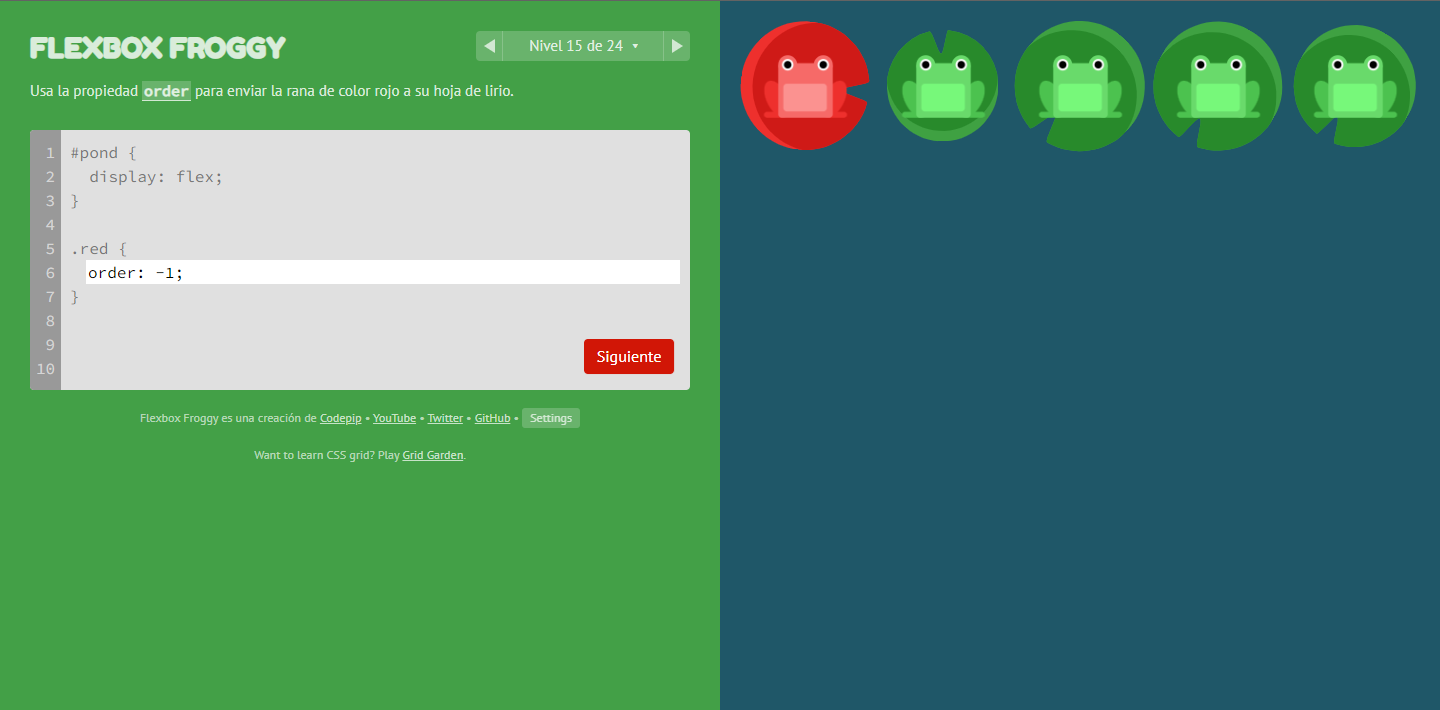 FLEXBOX FROGGY
Nivel 15 de 24
Usa la propiedad order para enviar la rana de color rojo a su hoja de lirio.
1 #pond {
2 display: flex;
3 }
4
5 .red {
6 order: -1;
7 }
8
9
10
Siguiente
Flexbox Froggy es una creación de Codepip • YouTube • Twitter • GitHub • Settings
Want to learn CSS grid? Play Grid Garden.